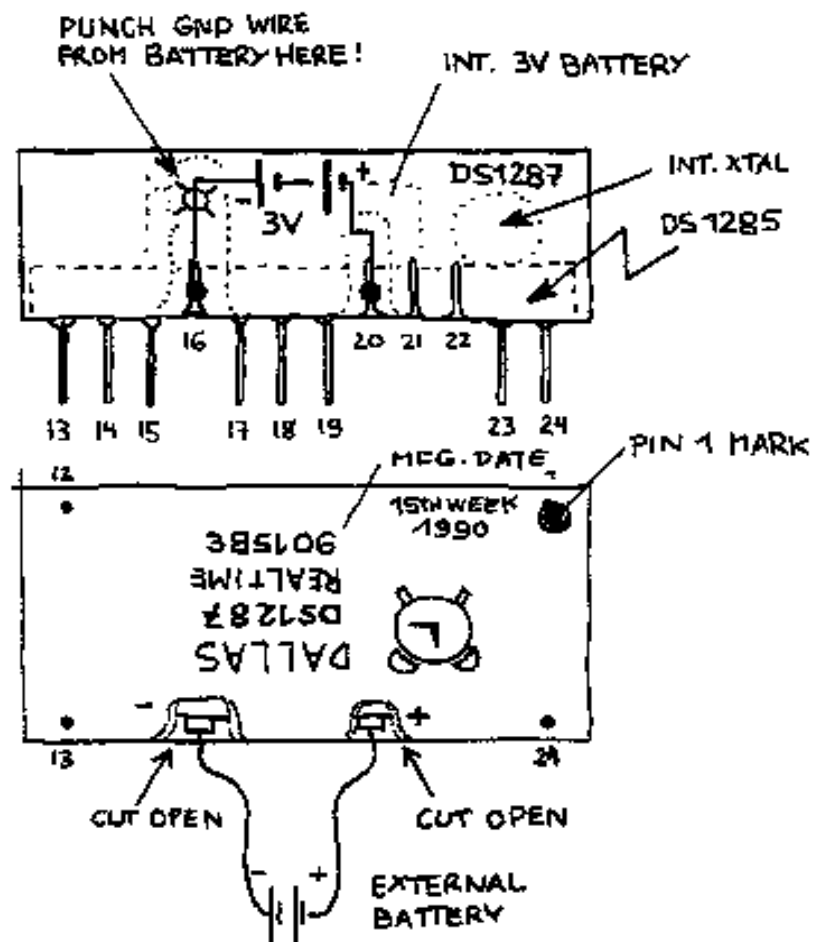 PUNCH GND WIRE
FROM BATTERY HERE!
INT. 3V BATTERY
INT. XTAL
DS1287
DS1285
- +
3V
16 20 21 22
13 14 15 17 18 19 23 24
MFG. DATE
PIN 1 MARK
12 1
15TH WEEK
1990
9015B6
REALTIME
DS1287
DALLAS
- +
13 24
CUT OPEN
CUT OPEN
- +
EXTERNAL
BATTERY